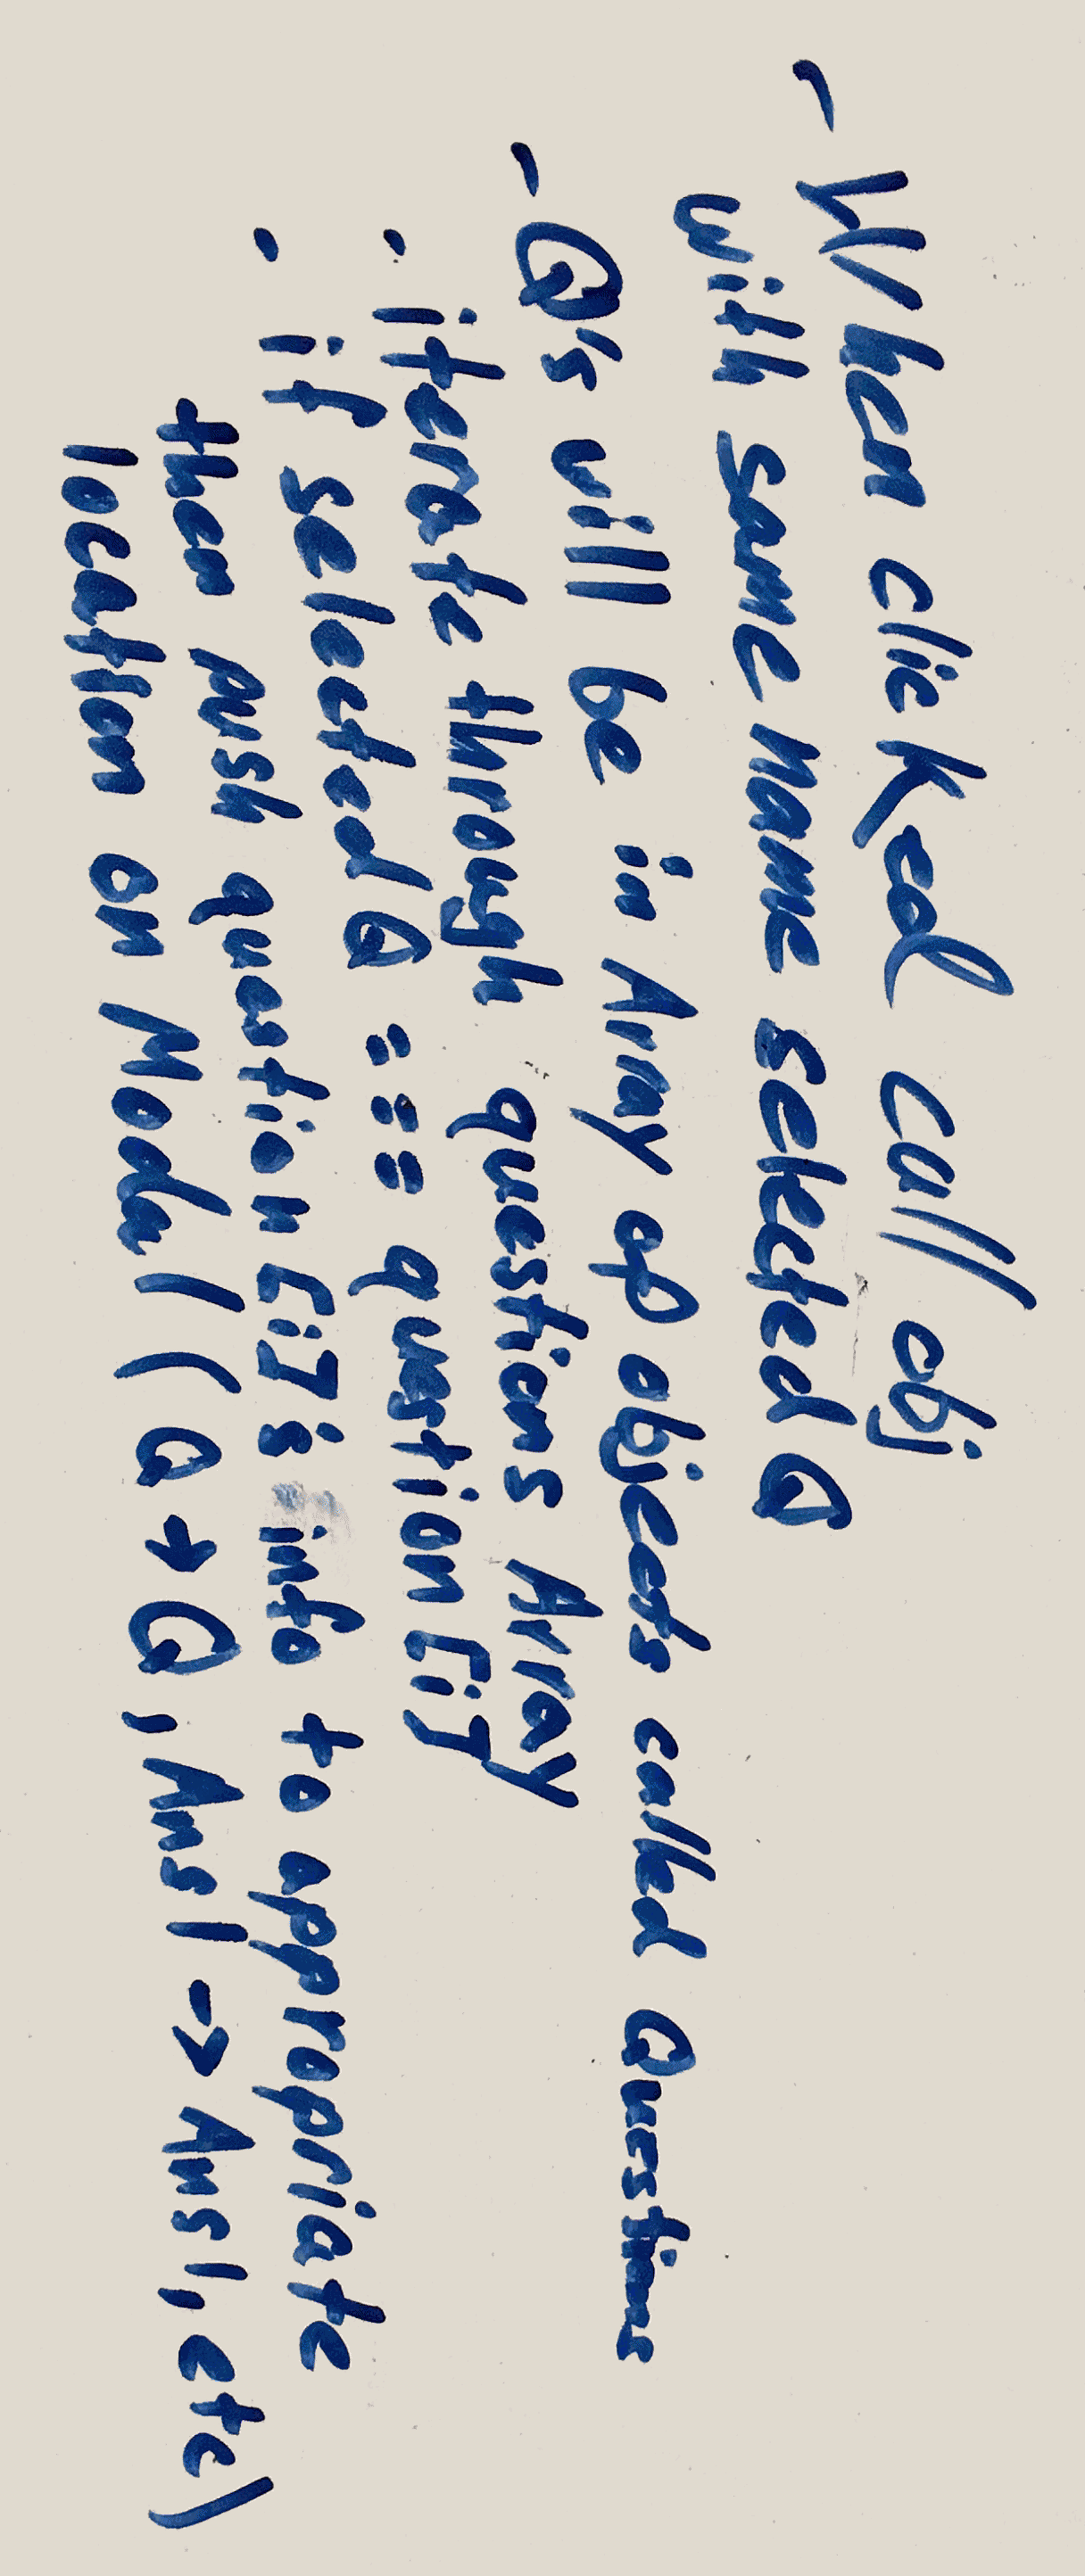 - When clicked call obj
with same name selected Q
- Q's will be in Array of objects called Questions
. iterate through questions Array
. if selected Q === question [i]
then push question [i]'s info to appropriate
location on Modal ( Q → Q, Ans1 → Ans1, etc)